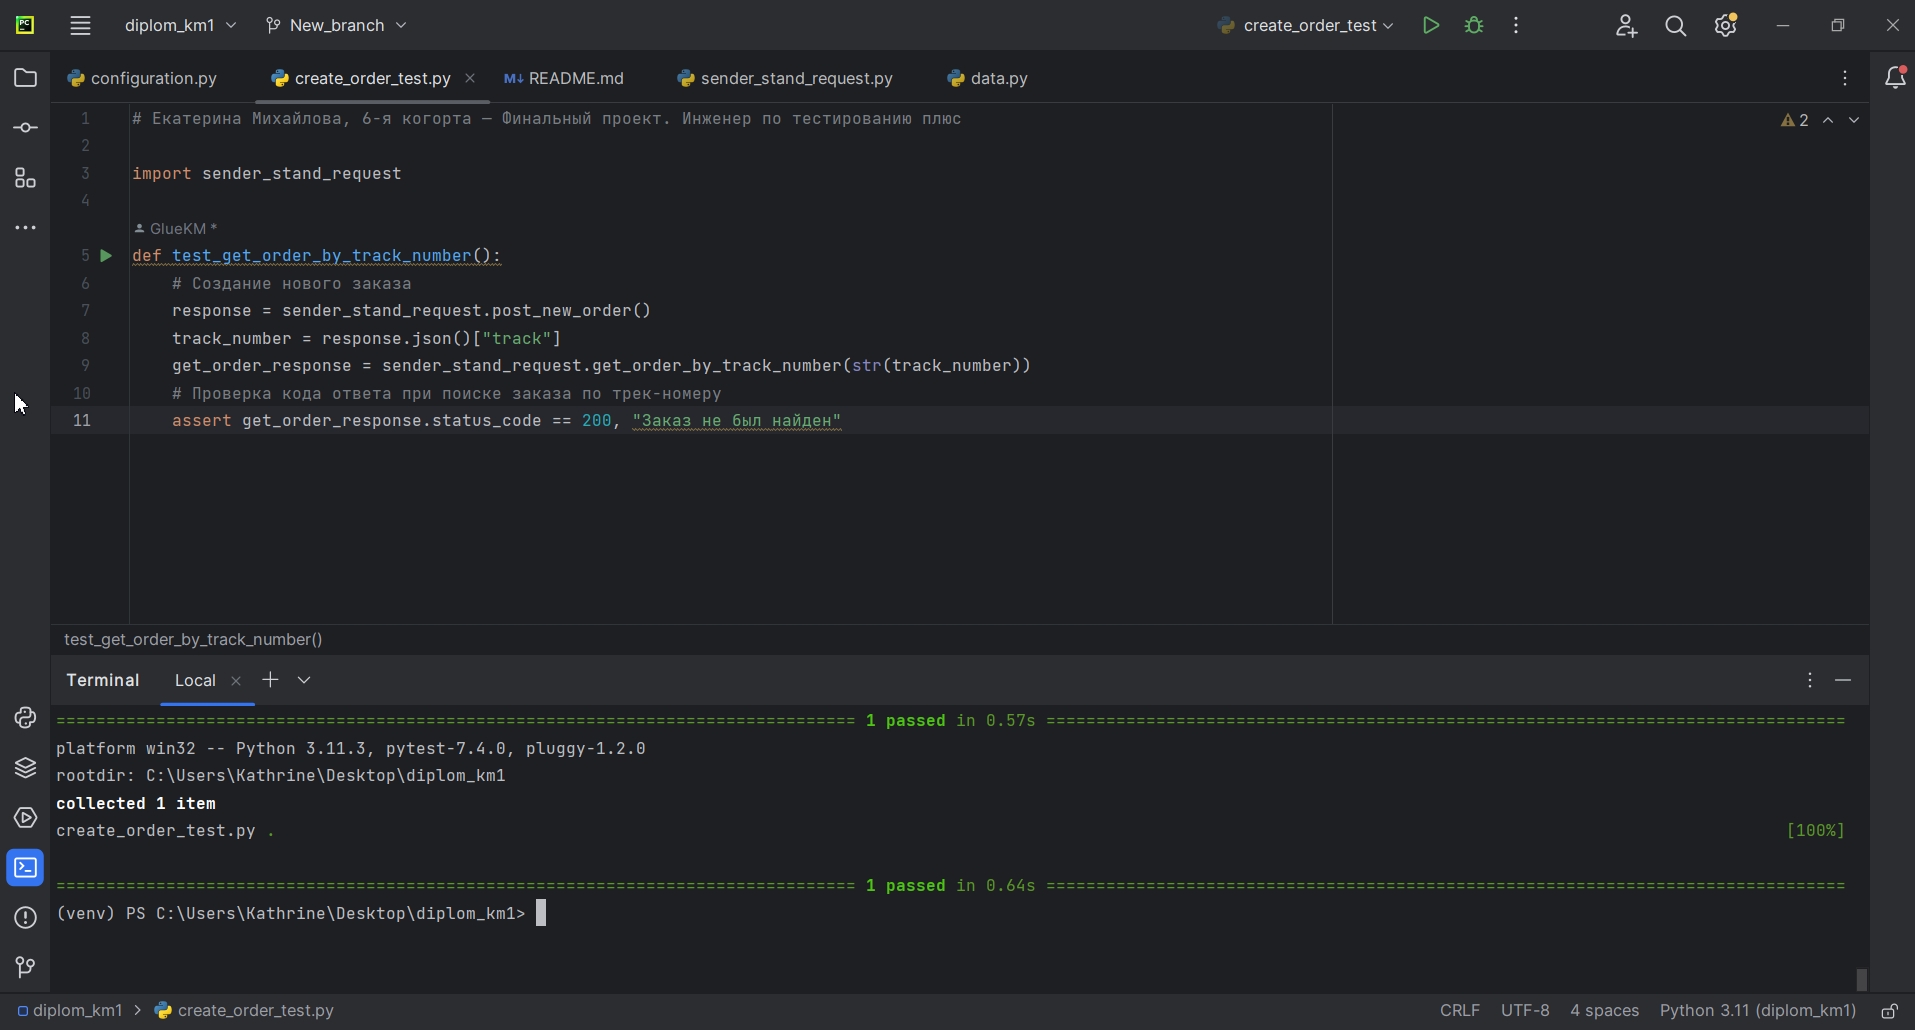 PC
diplom_km1
New_branch
create_order_test
configuration.py
create_order_test.py
M↓ README.md
sender_stand_request.py
data.py
1 # Екатерина Михайлова, 6-я когорта — Финальный проект. Инженер по тестированию плюс
2
2
3 import sender_stand_request
4
GlueKM *
5 def test_get_order_by_track_number():
6 # Создание нового заказа
7 response = sender_stand_request.post_new_order()
8 track_number = response.json()["track"]
9 get_order_response = sender_stand_request.get_order_by_track_number(str(track_number))
10 # Проверка кода ответа при поиске заказа по трек-номеру
11 assert get_order_response.status_code == 200, "Заказ не был найден"
test_get_order_by_track_number()
Terminal
Local
================================================================================ 1 passed in 0.57s ================================================================================
platform win32 -- Python 3.11.3, pytest-7.4.0, pluggy-1.2.0
rootdir: C:\Users\Kathrine\Desktop\diplom_km1
collected 1 item
create_order_test.py . [100%]
================================================================================ 1 passed in 0.64s ================================================================================
(venv) PS C:\Users\Kathrine\Desktop\diplom_km1>
diplom_km1 > create_order_test.py
CRLF UTF-8 4 spaces Python 3.11 (diplom_km1)